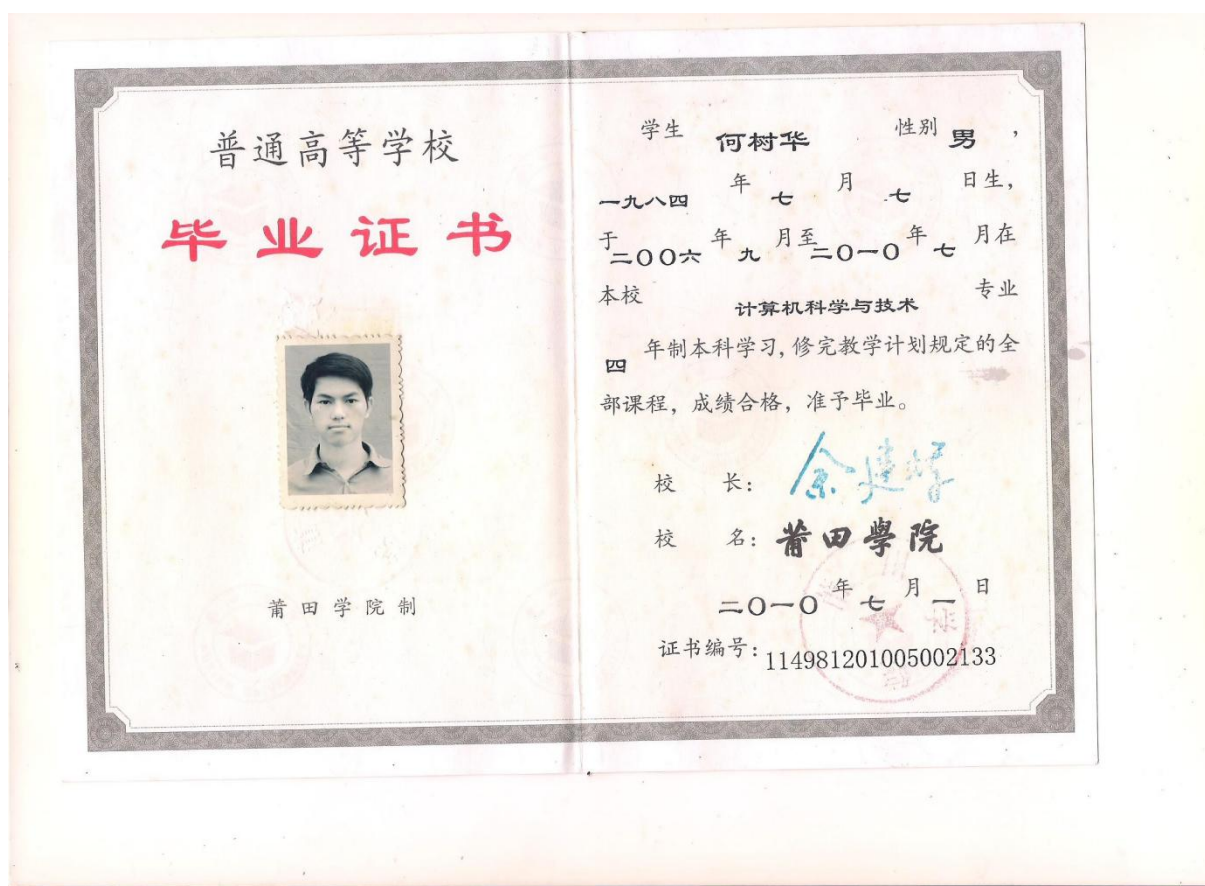 普通高等学校
毕业证书
莆田学院制
学生 何树华 性别 男，
一九八四 年 七 月 七 日生，
于二〇〇六 年 九 月至二〇一〇 年 七 月在
本校 计算机科学与技术 专业
四 年制本科学习，修完教学计划规定的全
部课程，成绩合格，准予毕业。
校 长：
校 名：莆田學院
二〇一〇 年 七 月 一 日
证书编号：114981201005002133